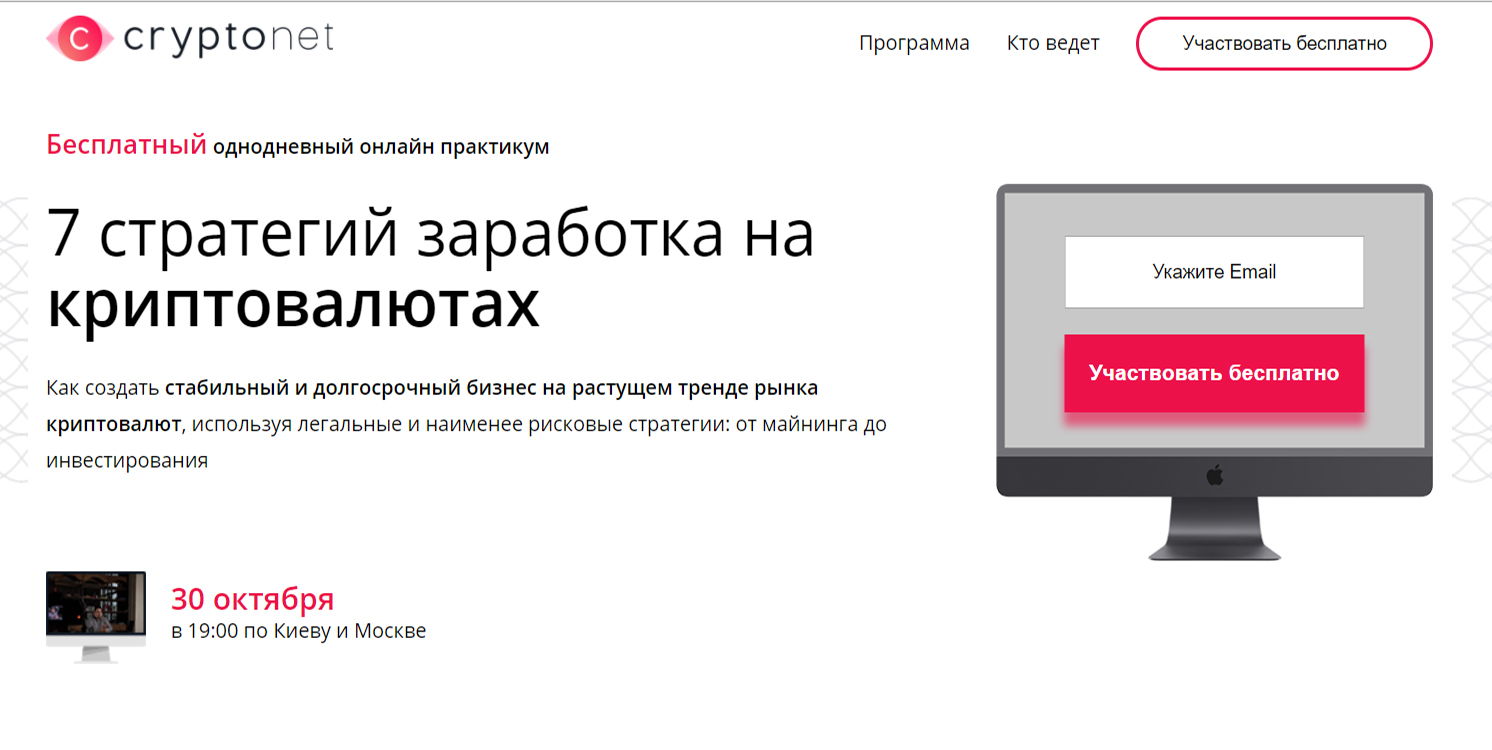 cryptonet
Программа
Кто ведет
Участвовать бесплатно
Бесплатный однодневный онлайн практикум
7 стратегий заработка на
криптовалютах
Укажите Email
Участвовать бесплатно
Как создать стабильный и долгосрочный бизнес на растущем тренде рынка
криптовалют, используя легальные и наименее рисковые стратегии: от майнинга до
инвестирования
30 октября
в 19:00 по Киеву и Москве